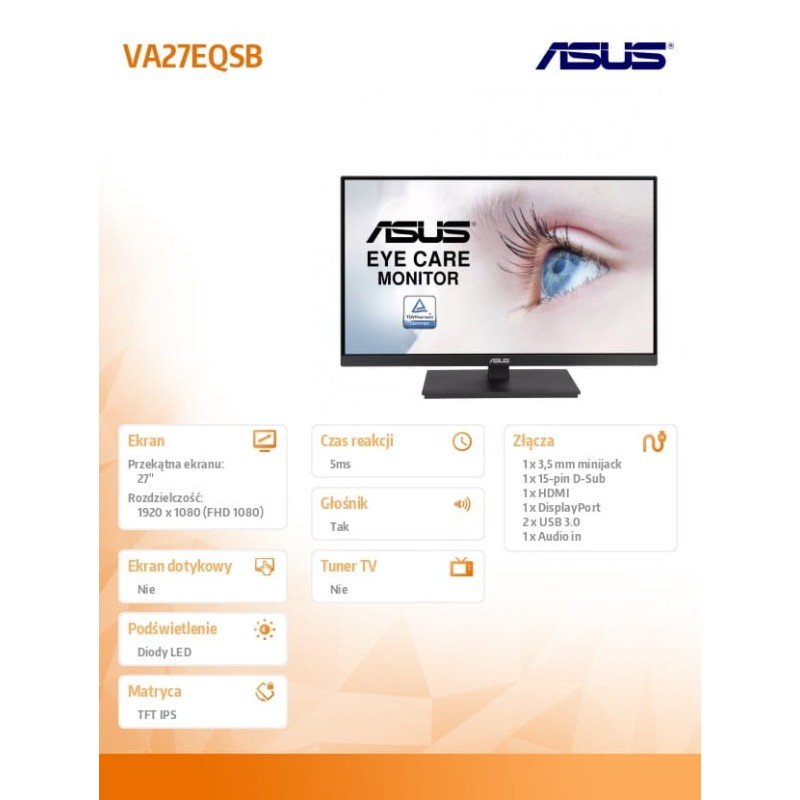 VA27EQSB
ASUS®
ASUS
EYE CARE
MONITOR
TÜVRheinland
CERTIFIED
ASUS
Ekran
Przekątna ekranu:
27"
Rozdzielczość:
1920 x 1080 (FHD 1080)
Ekran dotykowy
Nie
Podświetlenie
Diody LED
Matryca
TFT IPS
Czas reakcji
5ms
Głośnik
Tak
Tuner TV
Nie
Złącza
1 x 3,5 mm minijack
1 x 15-pin D-Sub
1 x HDMI
1 x DisplayPort
2 x USB 3.0
1 x Audio in